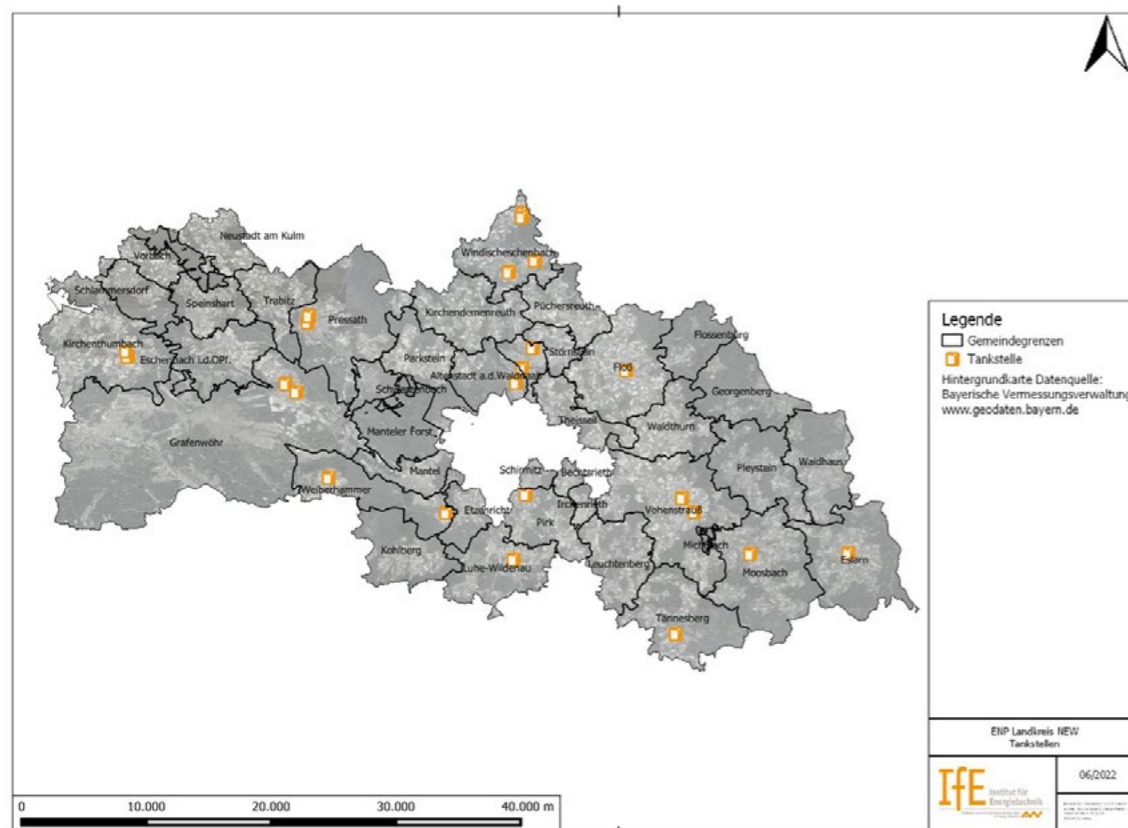 Neustadt am Kulm
Vorbach
Windischeschenbach
Schlammersdorf
Speinshart
Trabitz
Püchersreuth
Kirchendemenreuth
Pressath
Flossenbürg
Kirchenthumbach
Eschenbach i.d.OPf.
Parkstein
Störnstein
Floß
Altenstadt a.d.Waldnaab
Georgenberg
Schwarzenbach
Theisseil
Waldthurn
Manteler Forst
Grafenwöhr
Mantel
Schirmitz
Bechtsrieth
Pleystein
Waidhaus
Weiherhammer
Etzenricht
Irchenrieth
Vohenstrauß
Pirk
Kohlberg
Michlbach
Luhe-Wildenau
Leuchtenberg
Moosbach
Eslarn
Tännesberg
Legende
Gemeindegrenzen
Tankstelle
Hintergrundkarte Datenquelle:
Bayerische Vermessungsverwaltung
www.geodaten.bayern.de
ENP Landkreis NEW
Tankstellen
IfE
Institut für
Energietechnik
06/2022
0 10.000 20.000 30.000 40.000 m